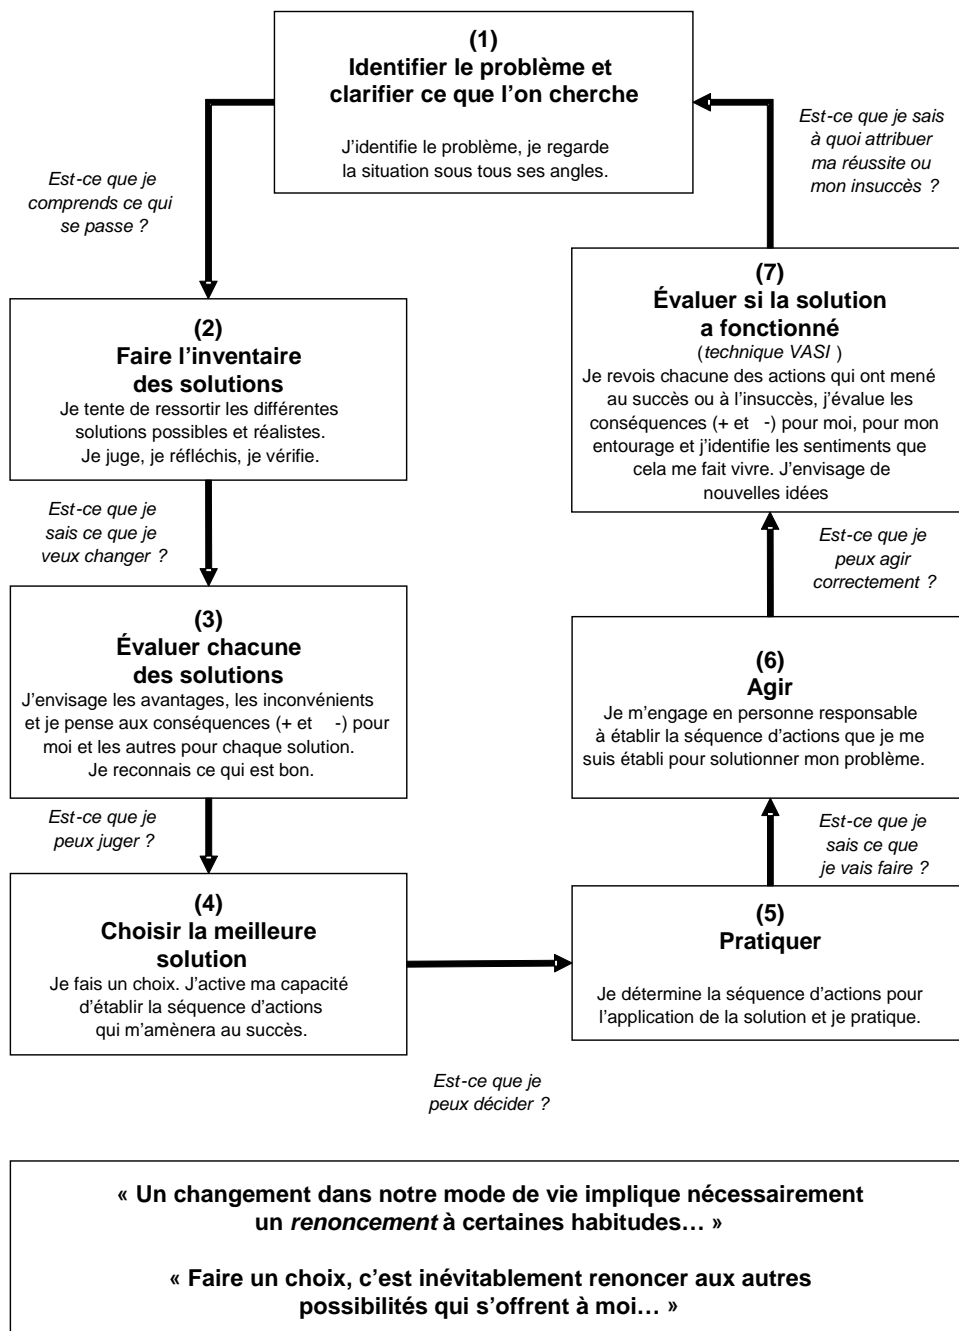 (1)
Identifier le problème et
clarifier ce que l'on cherche
J'identifie le problème, je regarde
la situation sous tous ses angles.
Est-ce que je
comprends ce qui
se passe ?
(2)
Faire l'inventaire
des solutions
Je tente de ressortir les différentes
solutions possibles et réalistes.
Je juge, je réfléchis, je vérifie.
Est-ce que je
sais ce que je
veux changer ?
(3)
Évaluer chacune
des solutions
J'envisage les avantages, les inconvénients
et je pense aux conséquences (+ et -) pour
moi et les autres pour chaque solution.
Je reconnais ce qui est bon.
Est-ce que je
peux juger ?
(4)
Choisir la meilleure
solution
Je fais un choix. J'active ma capacité
d'établir la séquence d'actions
qui m'amènera au succès.
Est-ce que je
peux décider ?
(5)
Pratiquer
Je détermine la séquence d'actions pour
l'application de la solution et je pratique.
Est-ce que je
sais ce que
je vais faire ?
(6)
Agir
Je m'engage en personne responsable
à établir la séquence d'actions que je me
suis établi pour solutionner mon problème.
Est-ce que je
peux agir
correctement ?
(7)
Évaluer si la solution
a fonctionné
(technique VASI )
Je revois chacune des actions qui ont mené
au succès ou à l'insuccès, j'évalue les
conséquences (+ et -) pour moi, pour mon
entourage et j'identifie les sentiments que
cela me fait vivre. J'envisage de
nouvelles idées
Est-ce que je sais
à quoi attribuer
ma réussite ou
mon insuccès ?
« Un changement dans notre mode de vie implique nécessairement
un renoncement à certaines habitudes… »
« Faire un choix, c'est inévitablement renoncer aux autres
possibilités qui s'offrent à moi… »